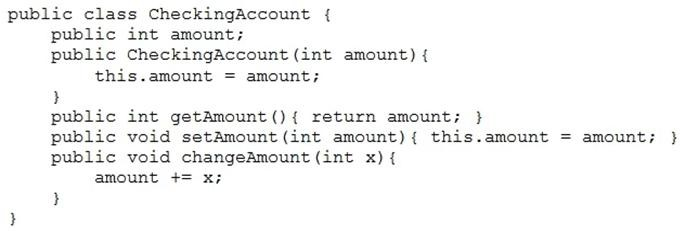 public class CheckingAccount {
    public int amount;
    public CheckingAccount(int amount){
        this.amount = amount;
    }
    public int getAmount(){ return amount; }
    public void setAmount(int amount){ this.amount = amount; }
    public void changeAmount(int x){
        amount += x;
    }
}